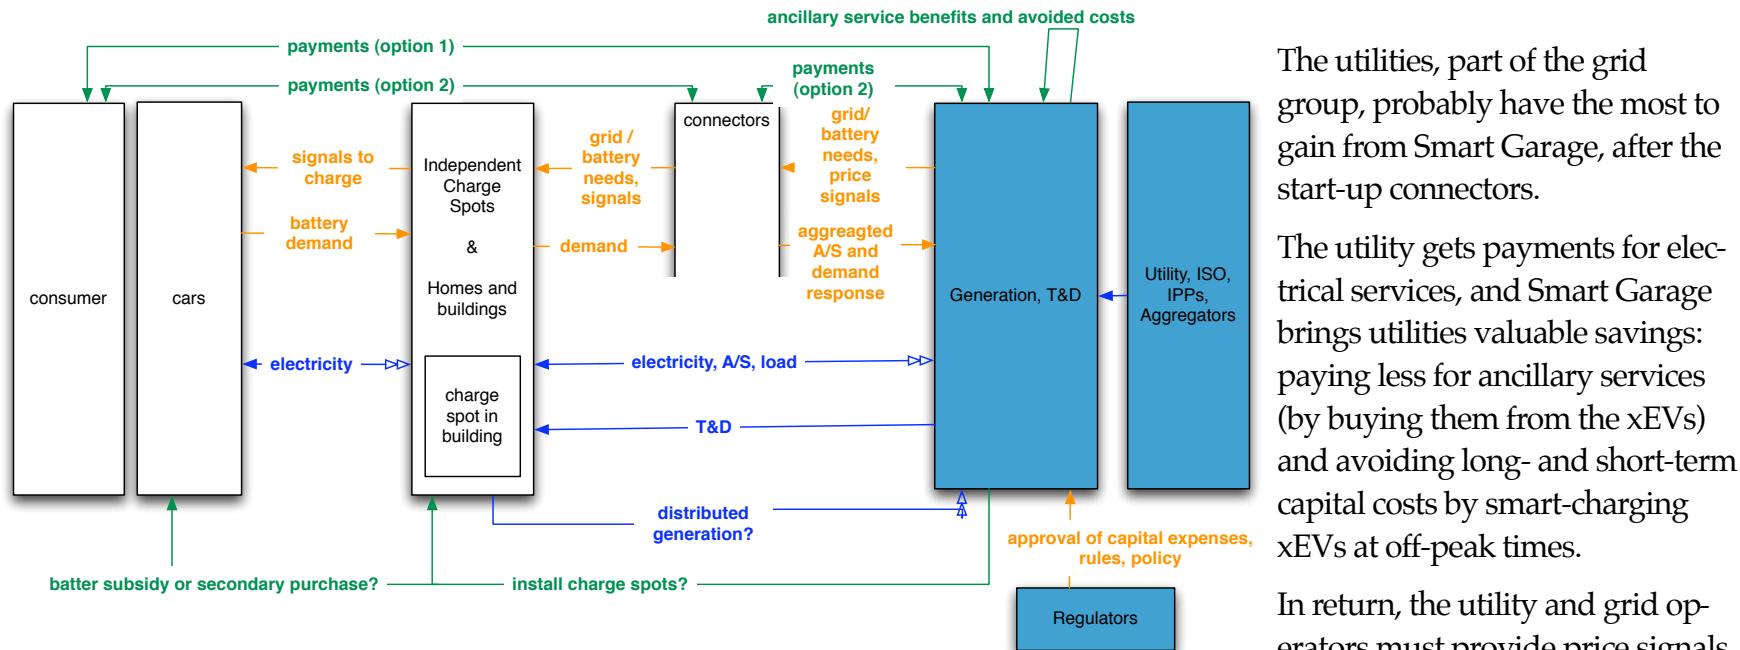 ancillary service benefits and avoided costs
payments (option 1)
payments (option 2)
payments
(option 2)
consumer
cars
signals to
charge
battery
demand
electricity
Independent
Charge
Spots
&
Homes and
buildings
charge
spot in
building
grid /
battery
needs,
signals
demand
connectors
grid/
battery
needs,
price
signals
aggreagted
A/S and
demand
response
electricity, A/S, load
T&D
distributed
generation?
Generation, T&D
Utility, ISO,
IPPs,
Aggregators
approval of capital expenses,
rules, policy
batter subsidy or secondary purchase?
install charge spots?
Regulators
The utilities, part of the grid
group, probably have the most to
gain from Smart Garage, after the
start-up connectors.
The utility gets payments for elec-
trical services, and Smart Garage
brings utilities valuable savings:
paying less for ancillary services
(by buying them from the xEVs)
and avoiding long- and short-term
capital costs by smart-charging
xEVs at off-peak times.
In return, the utility and grid op-
erators must provide price signals